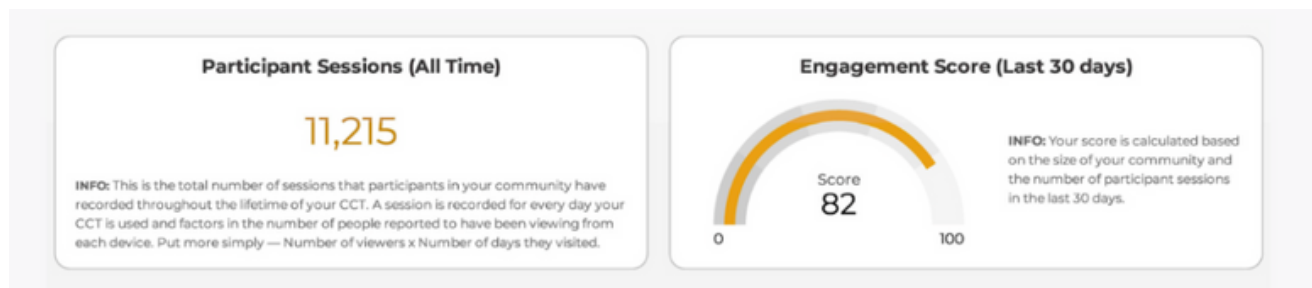 Participant Sessions (All Time)
11,215
INFO: This is the total number of sessions that participants in your community have
recorded throughout the lifetime of your CCT. A session is recorded for every day your
CCT is used and factors in the number of people reported to have been viewing from
each device. Put more simply — Number of viewers x Number of days they visited.
Engagement Score (Last 30 days)
Score
82
0
100
INFO: Your score is calculated based
on the size of your community and
the number of participant sessions
in the last 30 days.